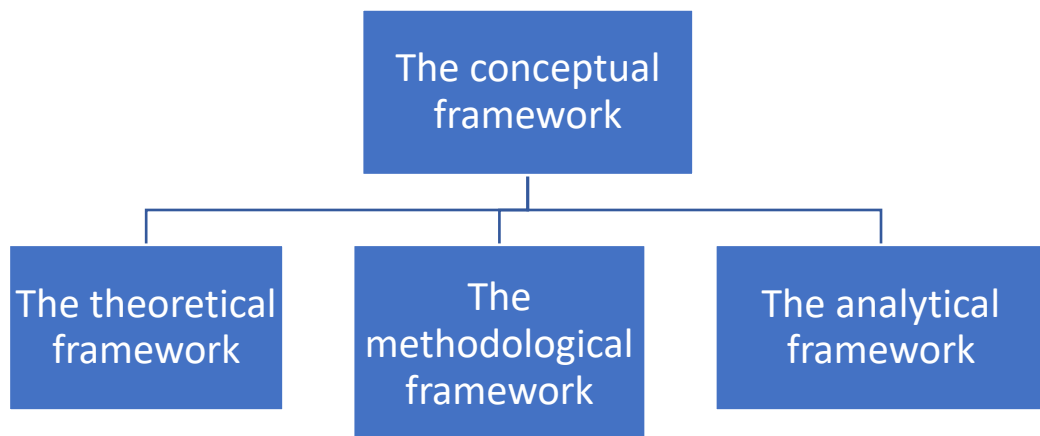 The conceptual
framework
The theoretical
framework
The
methodological
framework
The analytical
framework